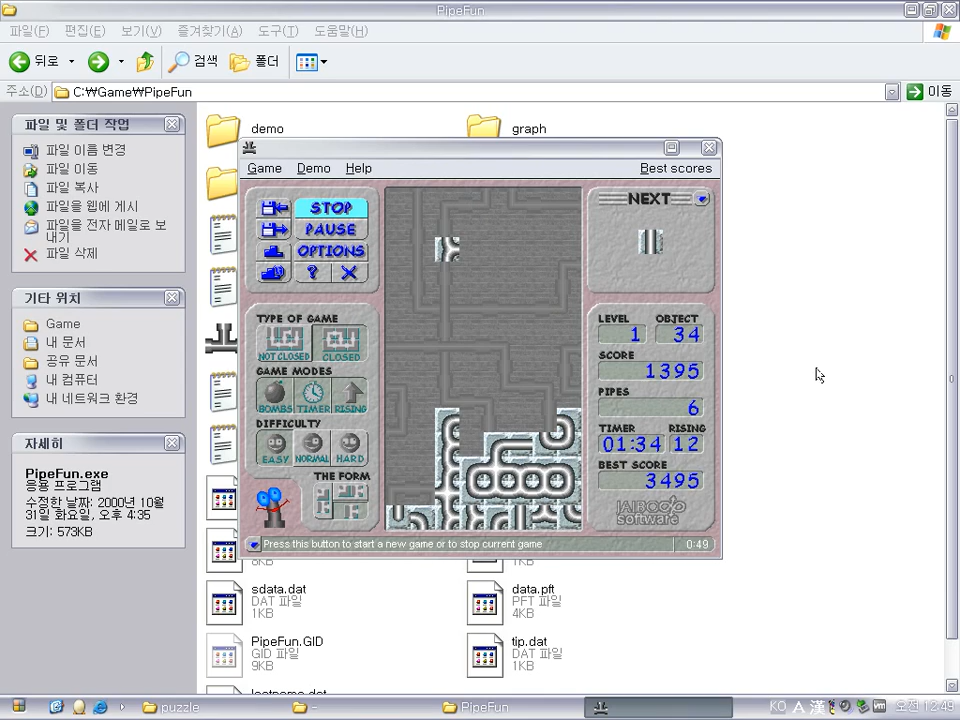 PipeFun
파일(F) 편집(E) 보기(V) 즐겨찾기(A) 도구(T) 도움말(H)
뒤로 검색 폴더
주소(D) C:₩Game₩PipeFun 이동
파일 및 폴더 작업
파일 이름 변경
파일 이동
파일 복사
파일을 웹에 게시
파일을 전자 메일로 보
내기
파일 삭제
기타 위치
Game
내 문서
공유 문서
내 컴퓨터
내 네트워크 환경
자세히
PipeFun.exe
응용 프로그램
수정한 날짜: 2000년 10월
31일 화요일, 오후 4:35
크기: 573KB
demo
graph
Game Demo Help Best scores
STOP
PAUSE
OPTIONS
?
TYPE OF GAME
NOT CLOSED CLOSED
GAME MODES
BOMBS TIMER RISING
DIFFICULTY
EASY NORMAL HARD
THE FORM
NEXT
LEVEL OBJECT
1 34
SCORE
1395
PIPES
6
TIMER RISING
01:34 12
BEST SCORE
3495
JAIBOO
software
Press this button to start a new game or to stop current game 0:49
8KB
1KB
sdata.dat
DAT 파일
1KB
data.pft
PFT 파일
4KB
PipeFun.GID
GID 파일
9KB
tip.dat
DAT 파일
1KB
puzzle
-
PipeFun
KO A 漢
오전 12:49